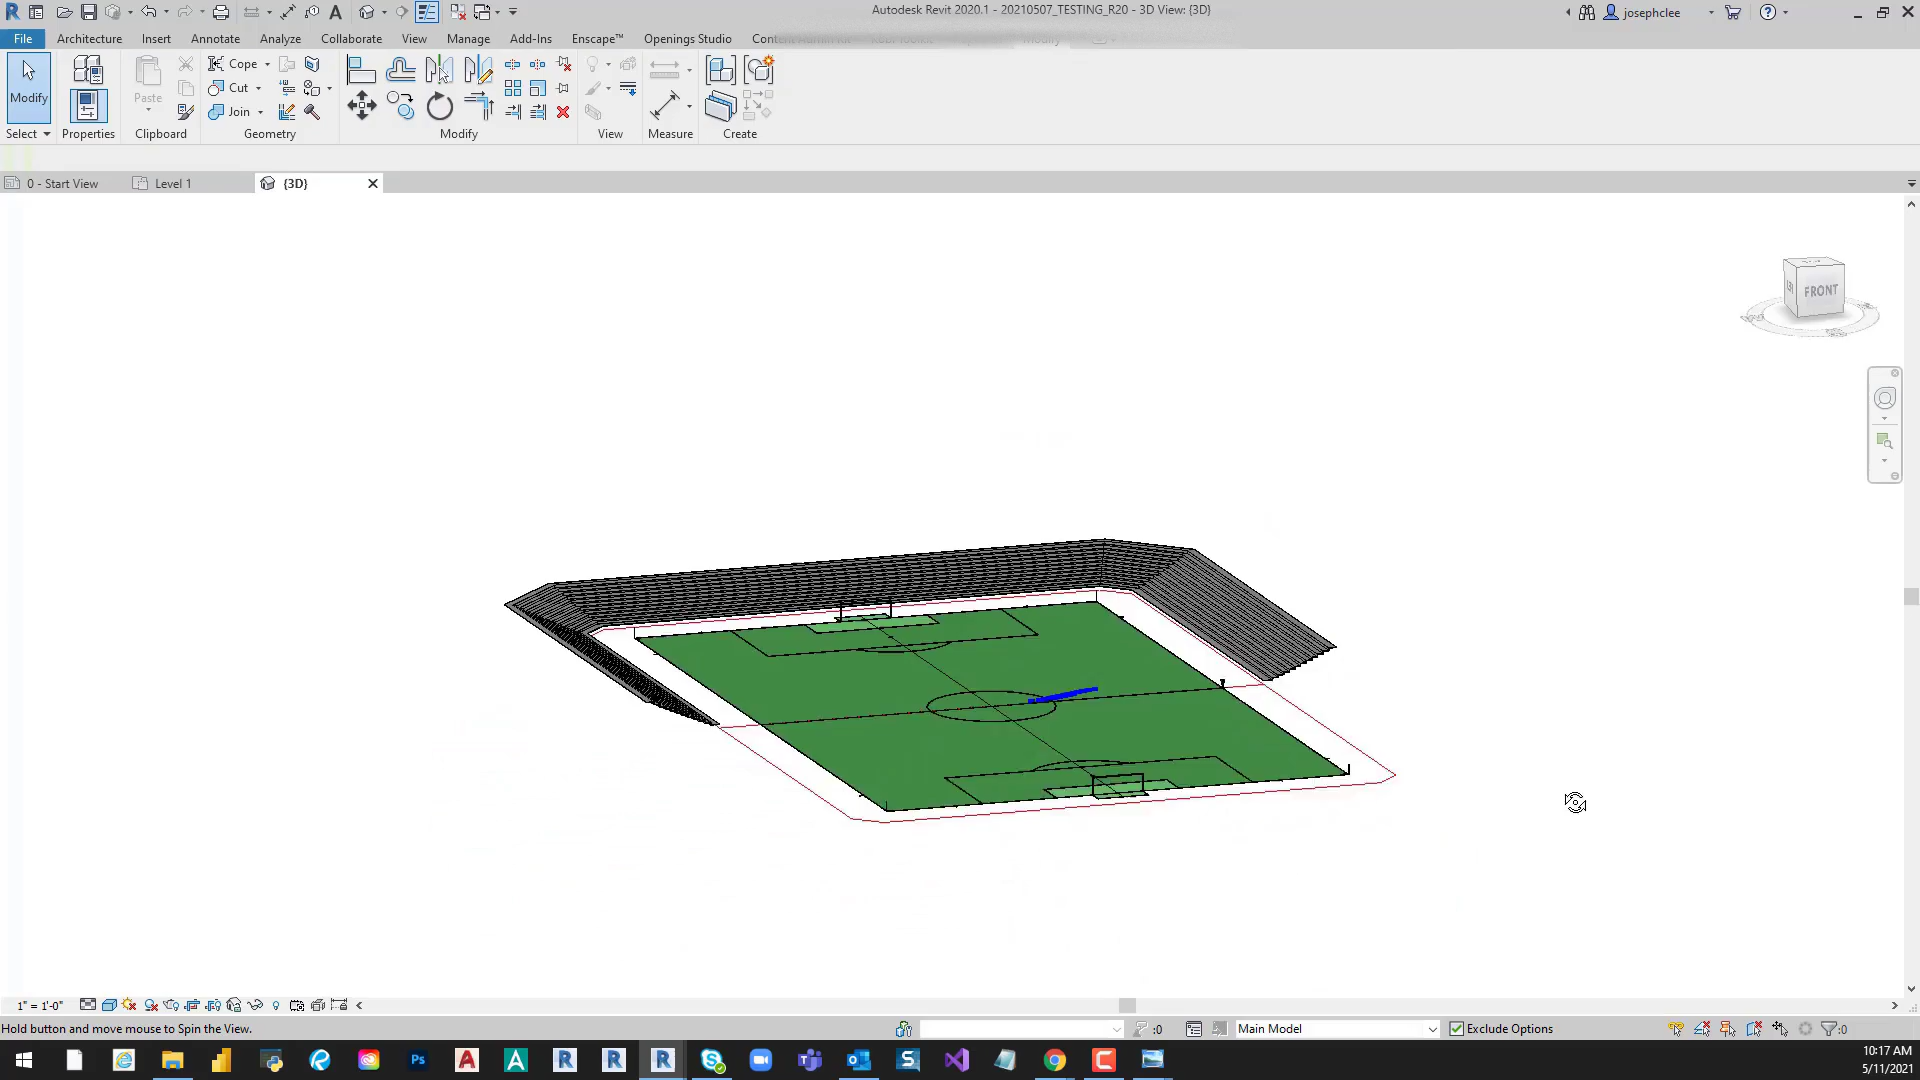 Autodesk Revit 2020.1 - 20210507_TESTING_R20 - 3D View: {3D}
josephclee
File Architecture Insert Annotate Analyze Collaborate View Manage Add-Ins Enscape™ Openings Studio
Modify
Paste
Cope
Cut
Join
Select Properties Clipboard Geometry Modify View Measure Create
0 - Start View Level 1 {3D}
FRONT
1" = 1'-0"
Hold button and move mouse to Spin the View.
:0
Main Model
Exclude Options
:0
10:17 AM
5/11/2021